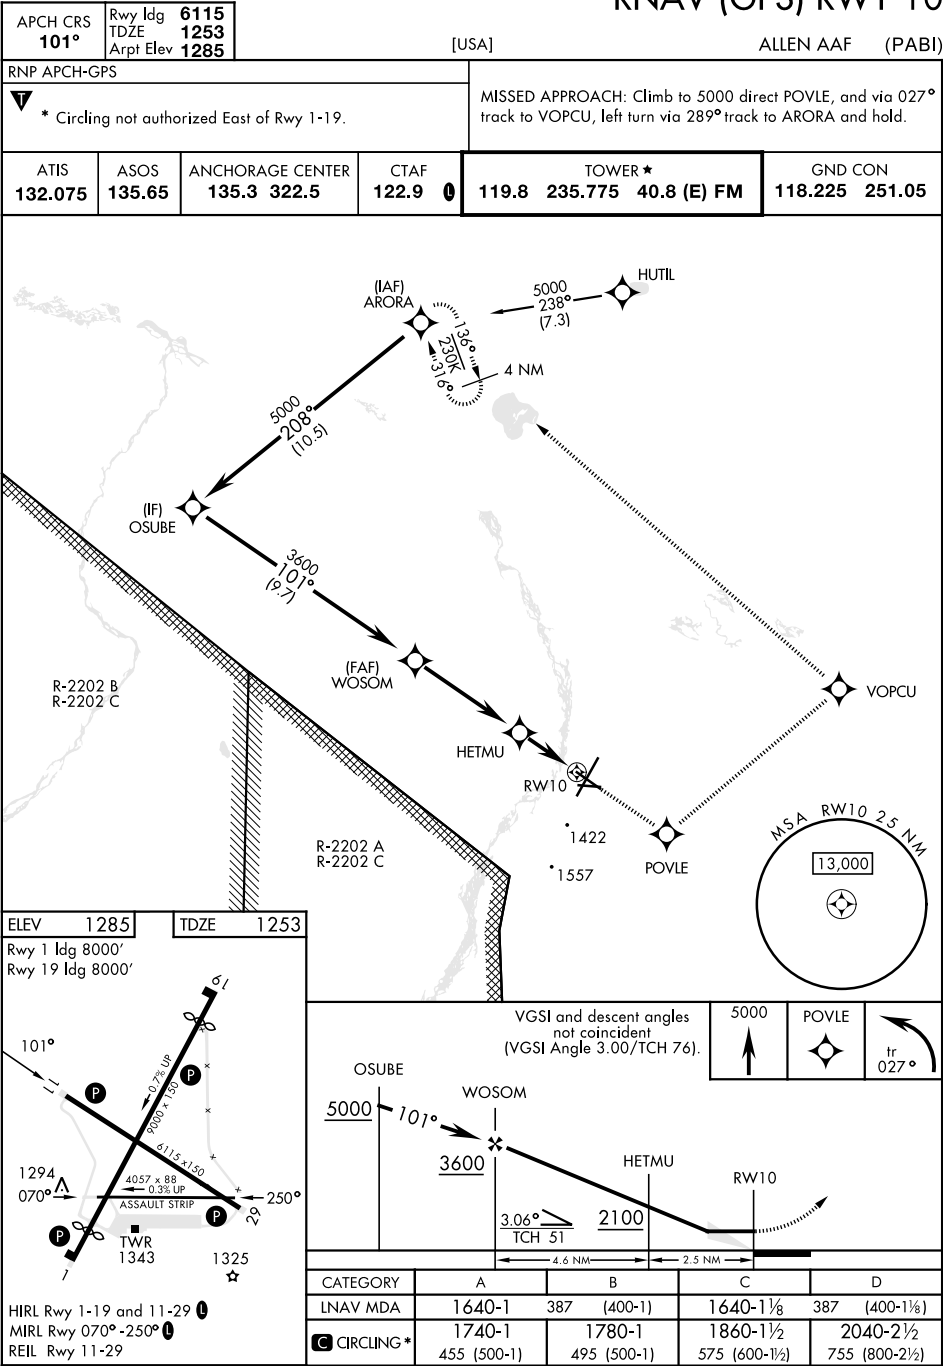 RNAV (GPS) RWY 10
APCH CRS
101°
Rwy ldg 6115
TDZE 1253
Arpt Elev 1285
[USA]
ALLEN AAF (PABI)
RNP APCH-GPS
T
* Circling not authorized East of Rwy 1-19.
MISSED APPROACH: Climb to 5000 direct POVLE, and via 027°
track to VOPCU, left turn via 289° track to ARORA and hold.
ATIS
132.075
ASOS
135.65
ANCHORAGE CENTER
135.3 322.5
CTAF
122.9 L
TOWER ★
119.8 235.775 40.8 (E) FM
GND CON
118.225 251.05
HUTIL
5000
238°
(7.3)
(IAF)
ARORA
136°
230K
316°
4 NM
5000
208°
(10.5)
(IF)
OSUBE
3600
101°
(9.7)
(FAF)
WOSOM
R-2202 B
R-2202 C
VOPCU
HETMU
RW10
1422
1557
POVLE
R-2202 A
R-2202 C
MSA RW10 25 NM
13,000
ELEV 1285
TDZE 1253
Rwy 1 ldg 8000'
Rwy 19 ldg 8000'
19
101°
11
P
P
0.7% UP
9000 x 150
6115 x150
1294
070°
4057 x 88
0.3% UP
ASSAULT STRIP
250°
P
P
29
TWR
1343
1325
1
HIRL Rwy 1-19 and 11-29 L
MIRL Rwy 070°-250° L
REIL Rwy 11-29
VGSI and descent angles
not coincident
(VGSI Angle 3.00/TCH 76).
5000
POVLE
tr
027°
OSUBE
5000
101°
WOSOM
3600
HETMU
2100
RW10
3.06°
TCH 51
4.6 NM
2.5 NM
CATEGORY A B C D
LNAV MDA 1640-1 387 (400-1) 1640-1⅛ 387 (400-1⅛)
C CIRCLING * 1740-1 1780-1 1860-1½ 2040-2½
455 (500-1) 495 (500-1) 575 (600-1½) 755 (800-2½)